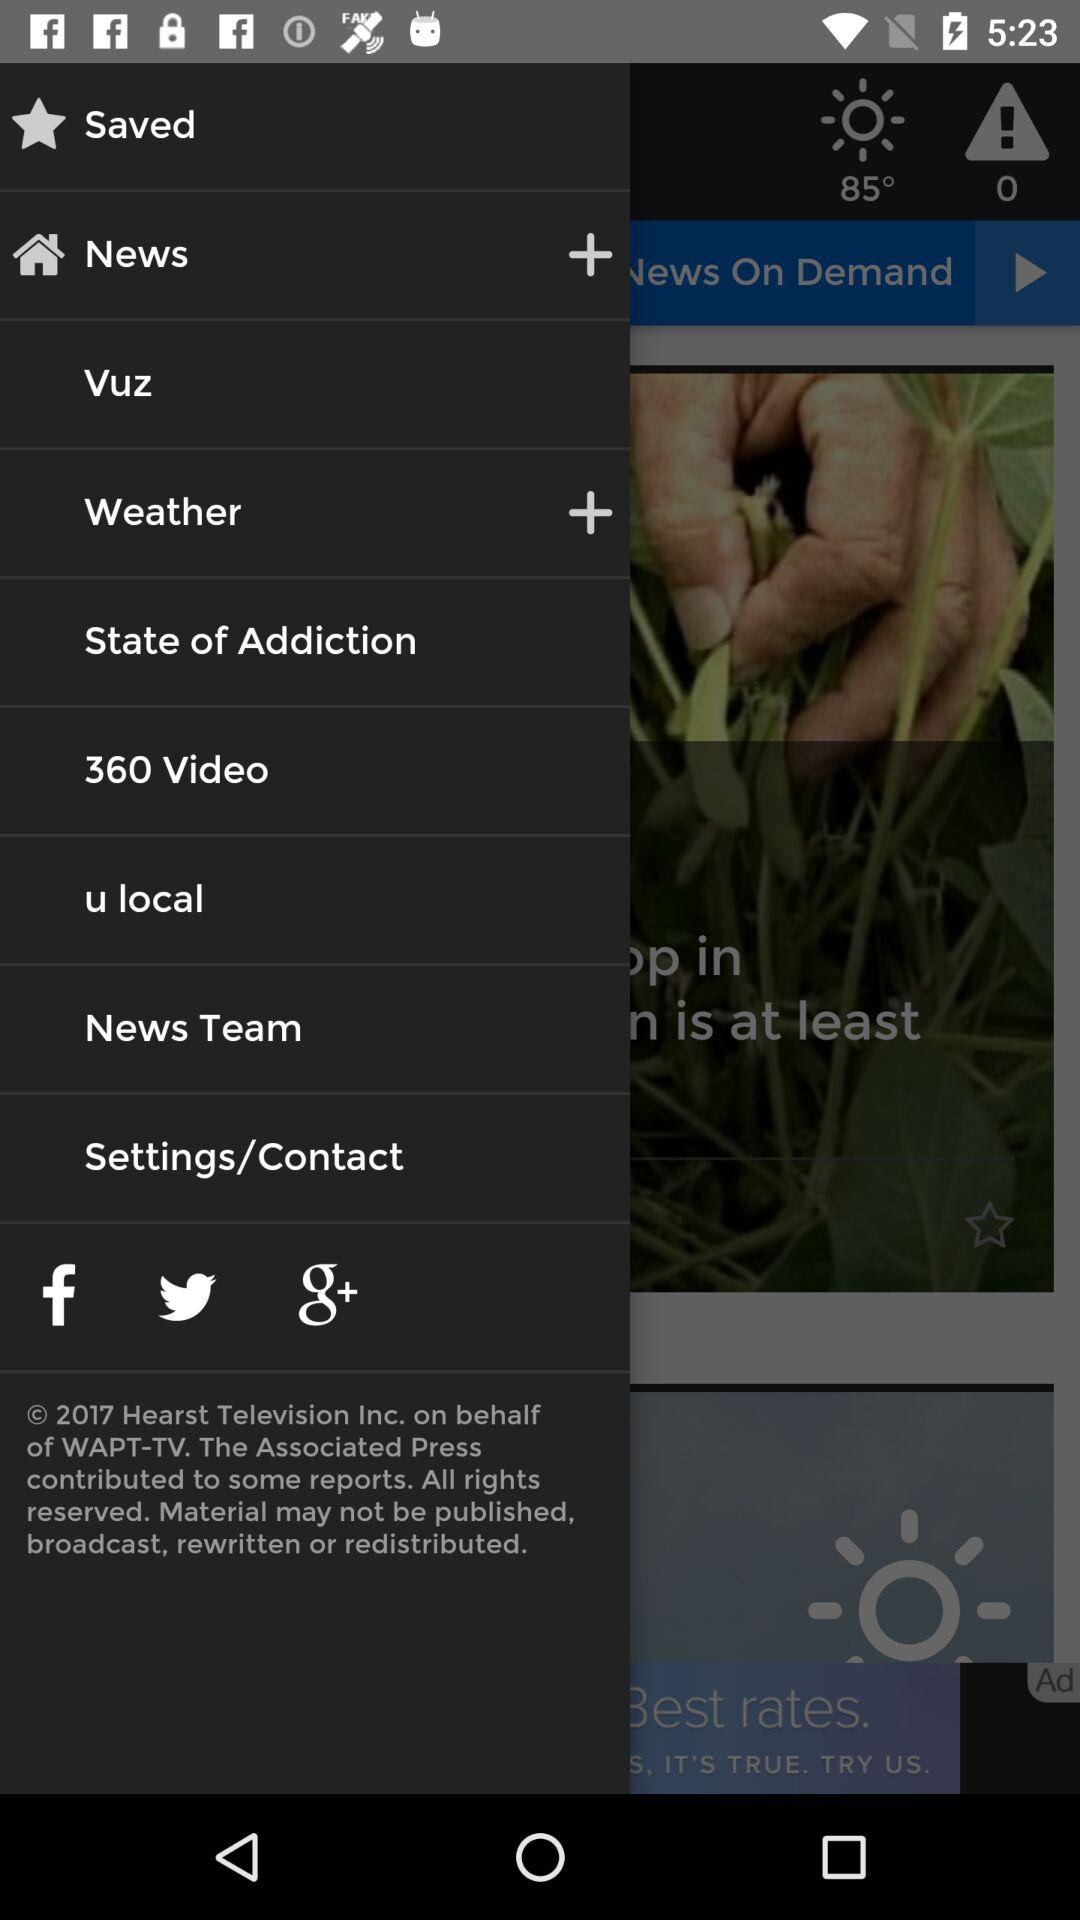 FAKE
5:23
Saved
85°
0
News
News On Demand
Vuz
Weather
State of Addiction
360 Video
u local
in
is at least
News Team
Settings/Contact
f
g+
© 2017 Hearst Television Inc. on behalf
of WAPT-TV. The Associated Press
contributed to some reports. All rights
reserved. Material may not be published,
broadcast, rewritten or redistributed.
Ad
Best rates.
IT'S TRUE. TRY US.